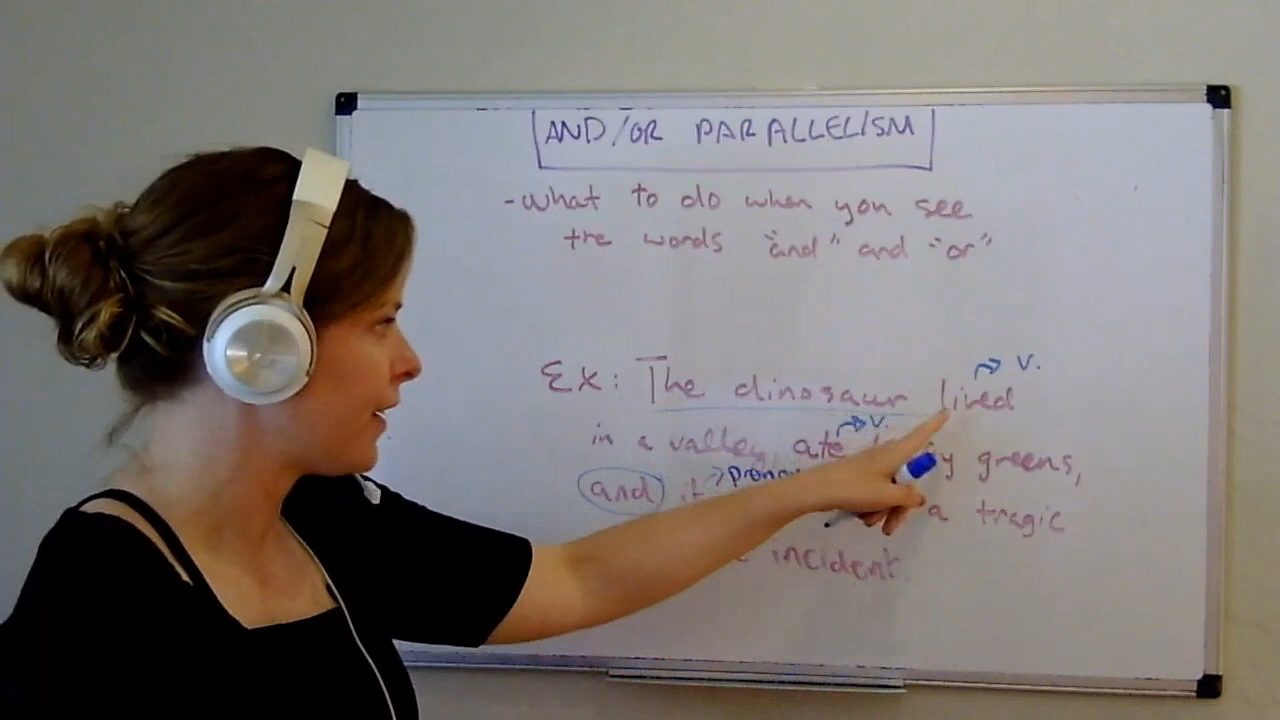 AND/OR PARALLELISM
-what to do when you see
the words "and" and "or"
Ex: The dinosaur lived
v.
in a valley, ate greens,
v.
and it a tragic
incident.